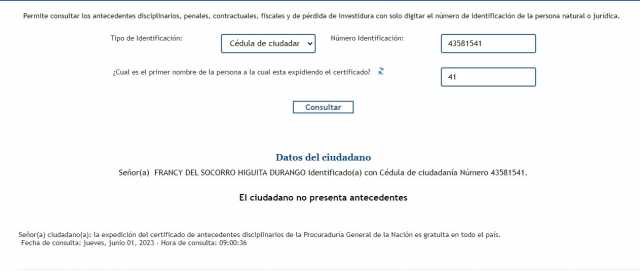 Permite consultar los antecedentes disciplinarios, penales, contractuales, fiscales y de pérdida de investidura con solo digitar el número de identificación de la persona natural o jurídica.
Tipo de Identificación: Cédula de ciudadar Número Identificación: 43581541
¿Cual es el primer nombre de la persona a la cual esta expidiendo el certificado? 41
Consultar
Datos del ciudadano
Señor(a) FRANCY DEL SOCORRO HIGUITA DURANGO identificado(a) con Cédula de ciudadanía Número 43581541.
El ciudadano no presenta antecedentes
Señor(a) ciudadano(a): la expedición del certificado de antecedentes disciplinarios de la Procuraduría General de la Nación es gratuita en todo el país.
Fecha de consulta: jueves, junio 01, 2023 - Hora de consulta: 09:00:36